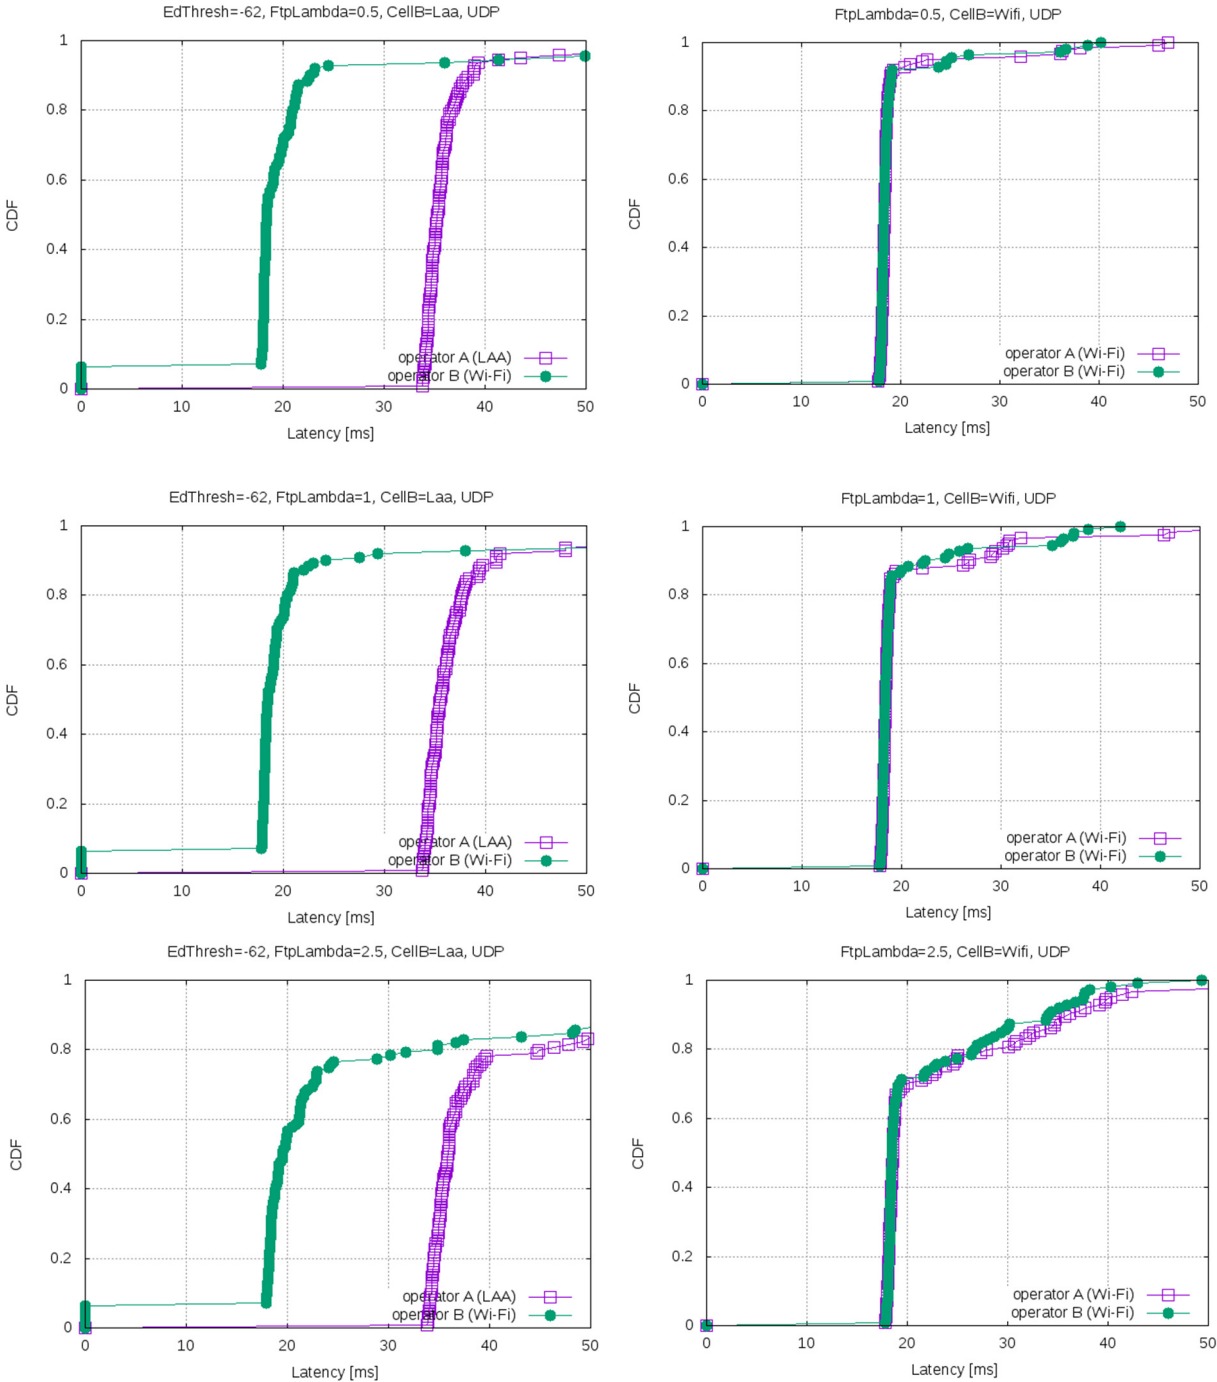 EdThresh=-62, FtpLambda=0.5, CellB=Laa, UDP
1
0.8
0.6
0.4
0.2
0
CDF
operator A (LAA)
operator B (Wi-Fi)
0 10 20 30 40 50
Latency [ms]
FtpLambda=0.5, CellB=Wifi, UDP
1
0.8
0.6
0.4
0.2
0
CDF
operator A (Wi-Fi)
operator B (Wi-Fi)
0 10 20 30 40 50
Latency [ms]
EdThresh=-62, FtpLambda=1, CellB=Laa, UDP
1
0.8
0.6
0.4
0.2
0
CDF
operator A (LAA)
operator B (Wi-Fi)
0 10 20 30 40 50
Latency [ms]
FtpLambda=1, CellB=Wifi, UDP
1
0.8
0.6
0.4
0.2
0
CDF
operator A (Wi-Fi)
operator B (Wi-Fi)
0 10 20 30 40 50
Latency [ms]
EdThresh=-62, FtpLambda=2.5, CellB=Laa, UDP
1
0.8
0.6
0.4
0.2
0
CDF
operator A (LAA)
operator B (Wi-Fi)
0 10 20 30 40 50
Latency [ms]
FtpLambda=2.5, CellB=Wifi, UDP
1
0.8
0.6
0.4
0.2
0
CDF
operator A (Wi-Fi)
operator B (Wi-Fi)
0 10 20 30 40 50
Latency [ms]